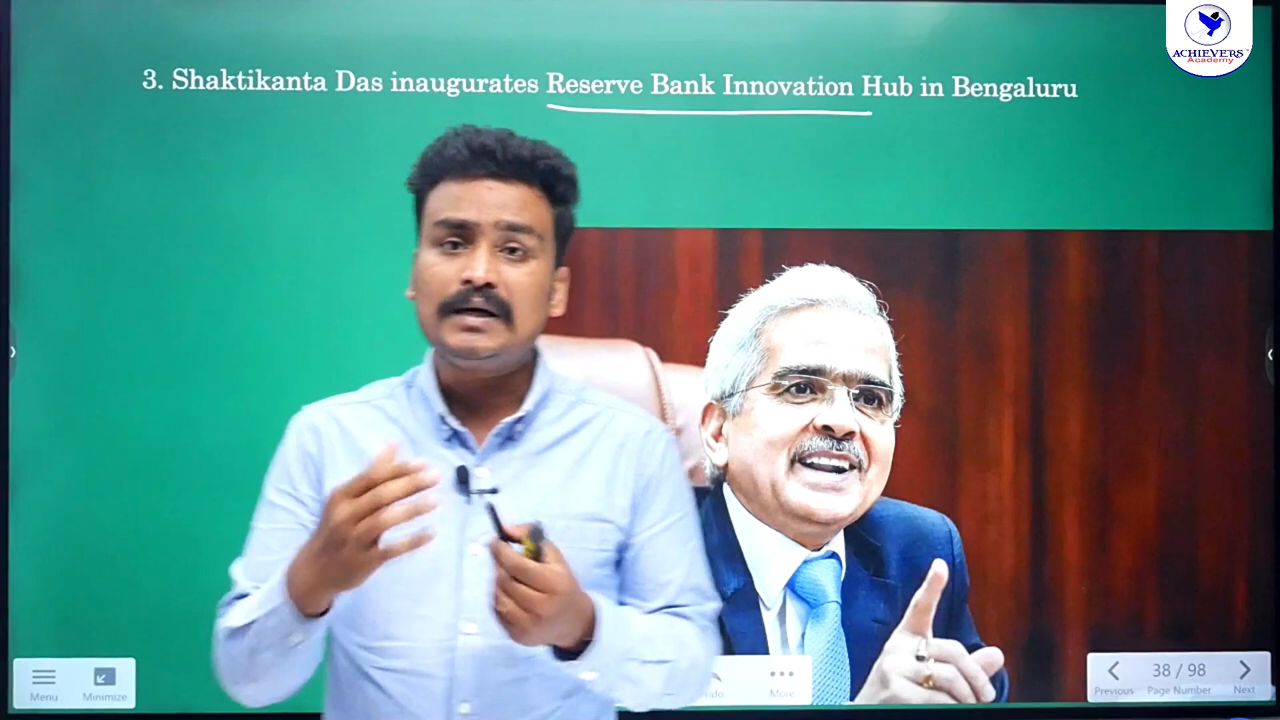 ACHIEVERS
Academy
3. Shaktikanta Das inaugurates Reserve Bank Innovation Hub in Bengaluru
Menu
Minimize
More
38 / 98
Previous
Page Number
Next